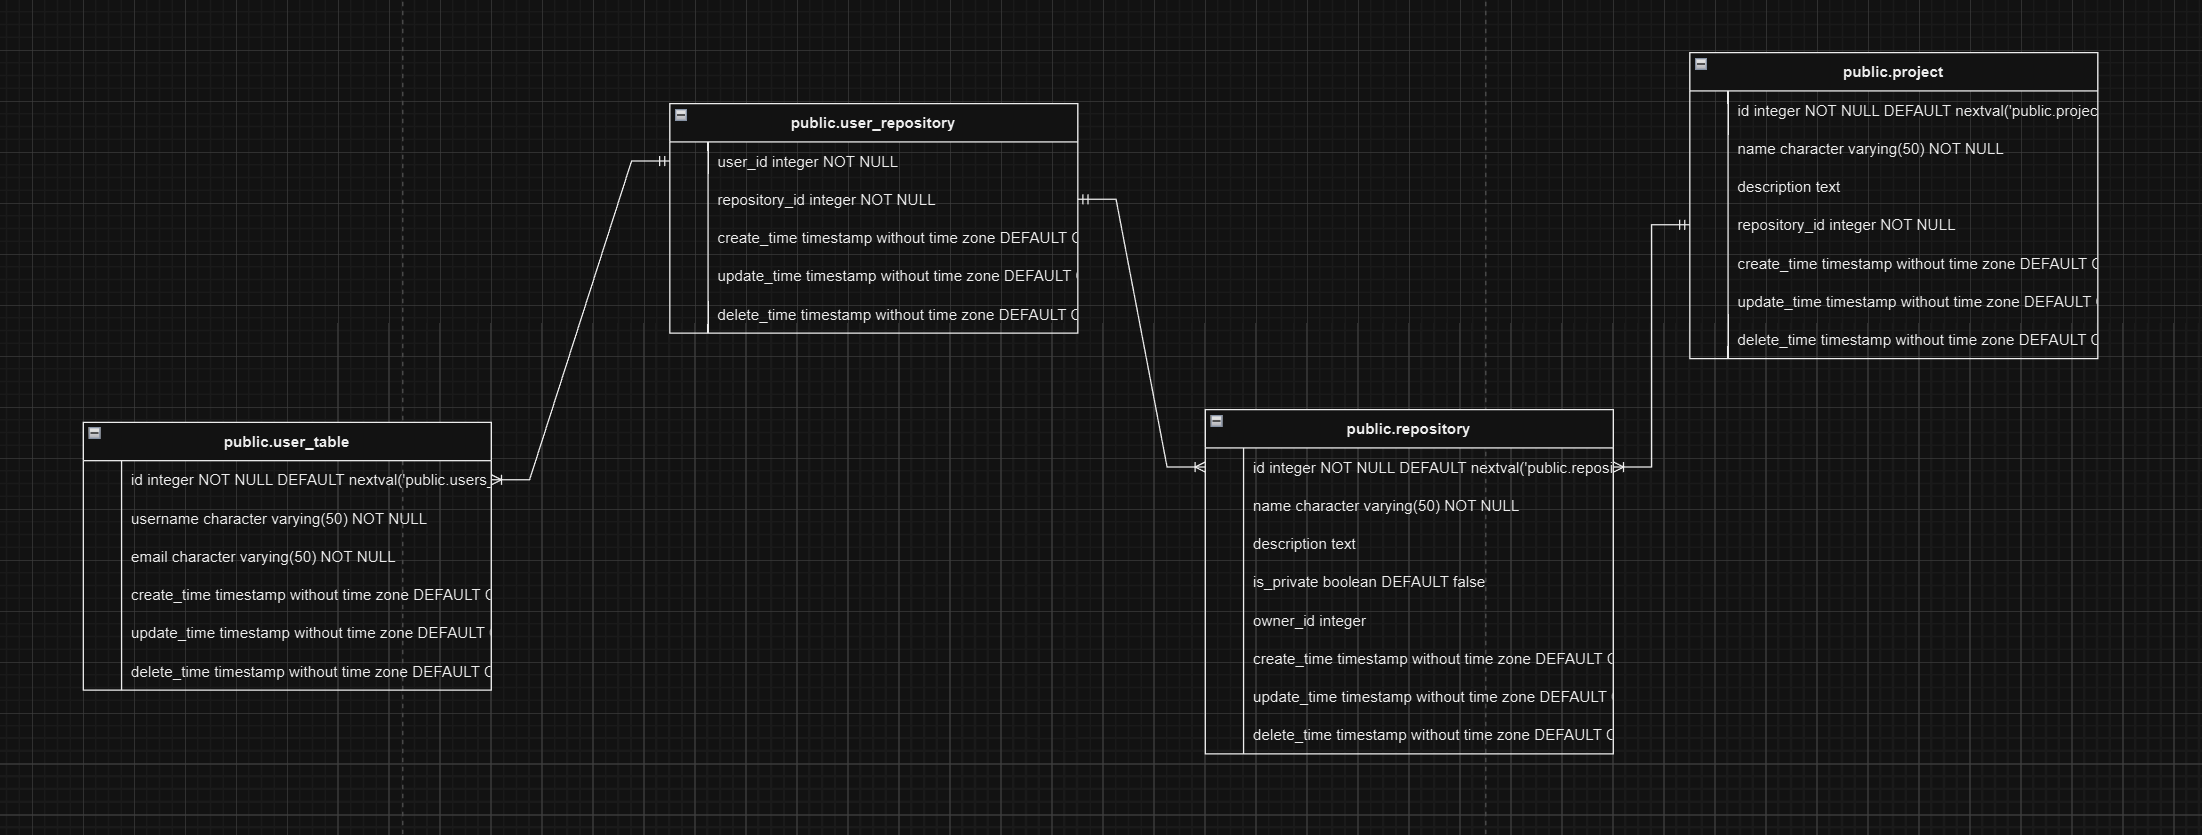 public.project
id integer NOT NULL DEFAULT nextval('public.projec
name character varying(50) NOT NULL
description text
repository_id integer NOT NULL
create_time timestamp without time zone DEFAULT
update_time timestamp without time zone DEFAULT
delete_time timestamp without time zone DEFAULT
public.user_repository
user_id integer NOT NULL
repository_id integer NOT NULL
create_time timestamp without time zone DEFAULT
update_time timestamp without time zone DEFAULT
delete_time timestamp without time zone DEFAULT
public.user_table
id integer NOT NULL DEFAULT nextval('public.users_
username character varying(50) NOT NULL
email character varying(50) NOT NULL
create_time timestamp without time zone DEFAULT
update_time timestamp without time zone DEFAULT
delete_time timestamp without time zone DEFAULT
public.repository
id integer NOT NULL DEFAULT nextval('public.reposi
name character varying(50) NOT NULL
description text
is_private boolean DEFAULT false
owner_id integer
create_time timestamp without time zone DEFAULT
update_time timestamp without time zone DEFAULT
delete_time timestamp without time zone DEFAULT